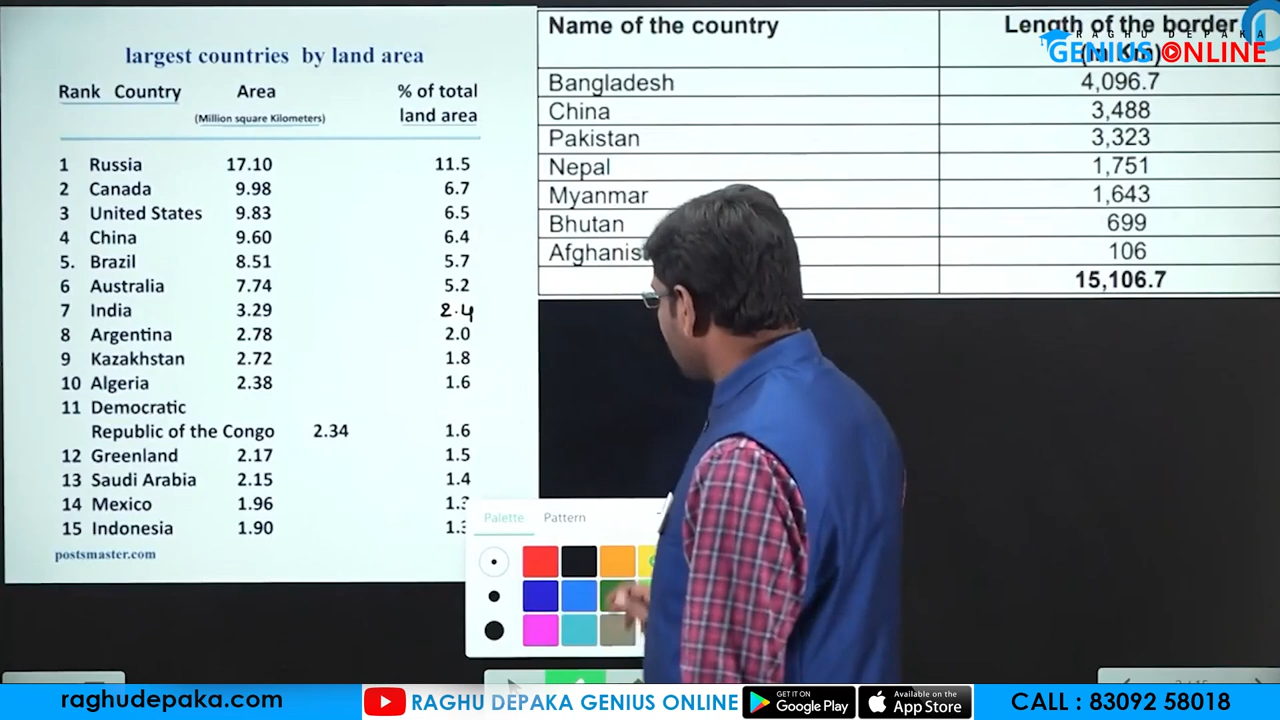 largest countries by land area
Rank Country Area % of total
(Million square Kilometers) land area
1 Russia 17.10 11.5
2 Canada 9.98 6.7
3 United States 9.83 6.5
4 China 9.60 6.4
5. Brazil 8.51 5.7
6 Australia 7.74 5.2
7 India 3.29 2.4
8 Argentina 2.78 2.0
9 Kazakhstan 2.72 1.8
10 Algeria 2.38 1.6
11 Democratic
Republic of the Congo 2.34 1.6
12 Greenland 2.17 1.5
13 Saudi Arabia 2.15 1.4
14 Mexico 1.96 1.3
15 Indonesia 1.90
postsmaster.com
Name of the country Length of the border
Bangladesh 4,096.7
China 3,488
Pakistan 3,323
Nepal 1,751
Myanmar 1,643
Bhutan 699
Afghanis 106
15,106.7
RAGHU DEPAKA
GENIUS ONLINE
Palette Pattern
raghudepaka.com
RAGHU DEPAKA GENIUS ONLINE
GET IT ON
Google Play
Available on the
App Store
CALL : 83092 58018